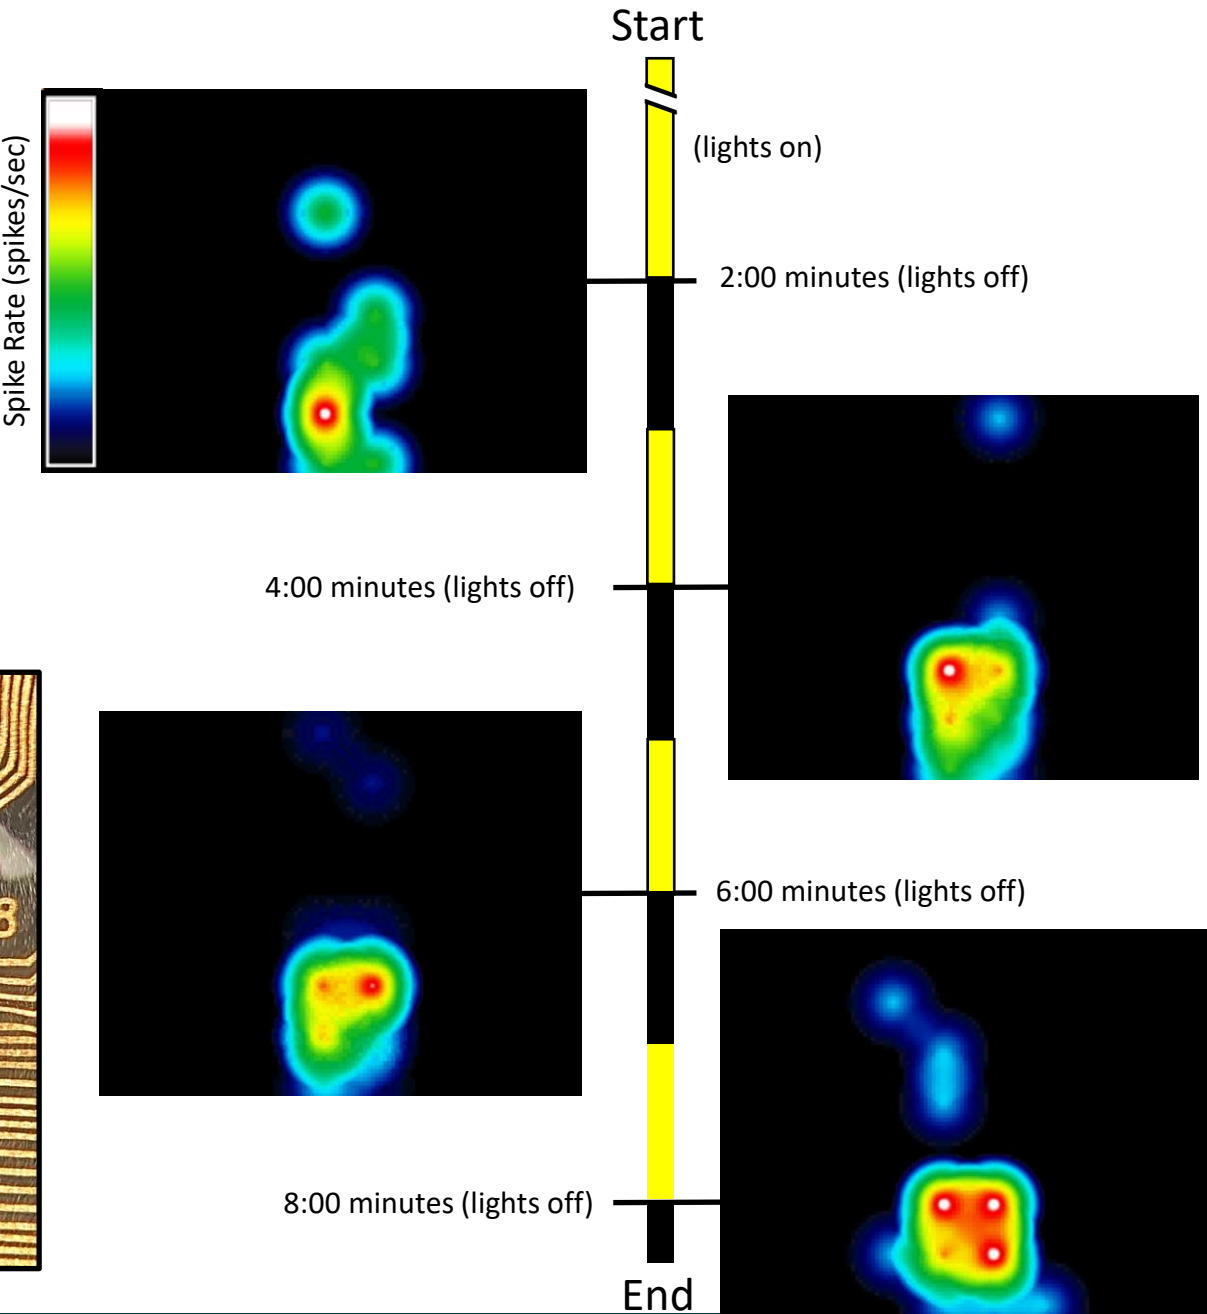 Start
Spike Rate (spikes/sec)
(lights on)
2:00 minutes (lights off)
4:00 minutes (lights off)
6:00 minutes (lights off)
8
8:00 minutes (lights off)
End